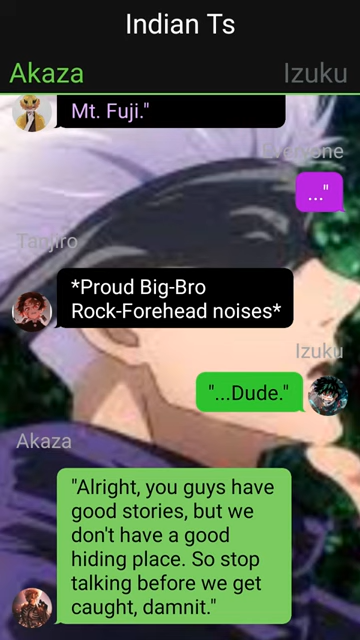 Indian Ts
Akaza
Izuku
Mt. Fuji."
Everyone
..."
Tanjiro
*Proud Big-Bro
Rock-Forehead noises*
Izuku
"...Dude."
Akaza
"Alright, you guys have
good stories, but we
don't have a good
hiding place. So stop
talking before we get
caught, damnit."